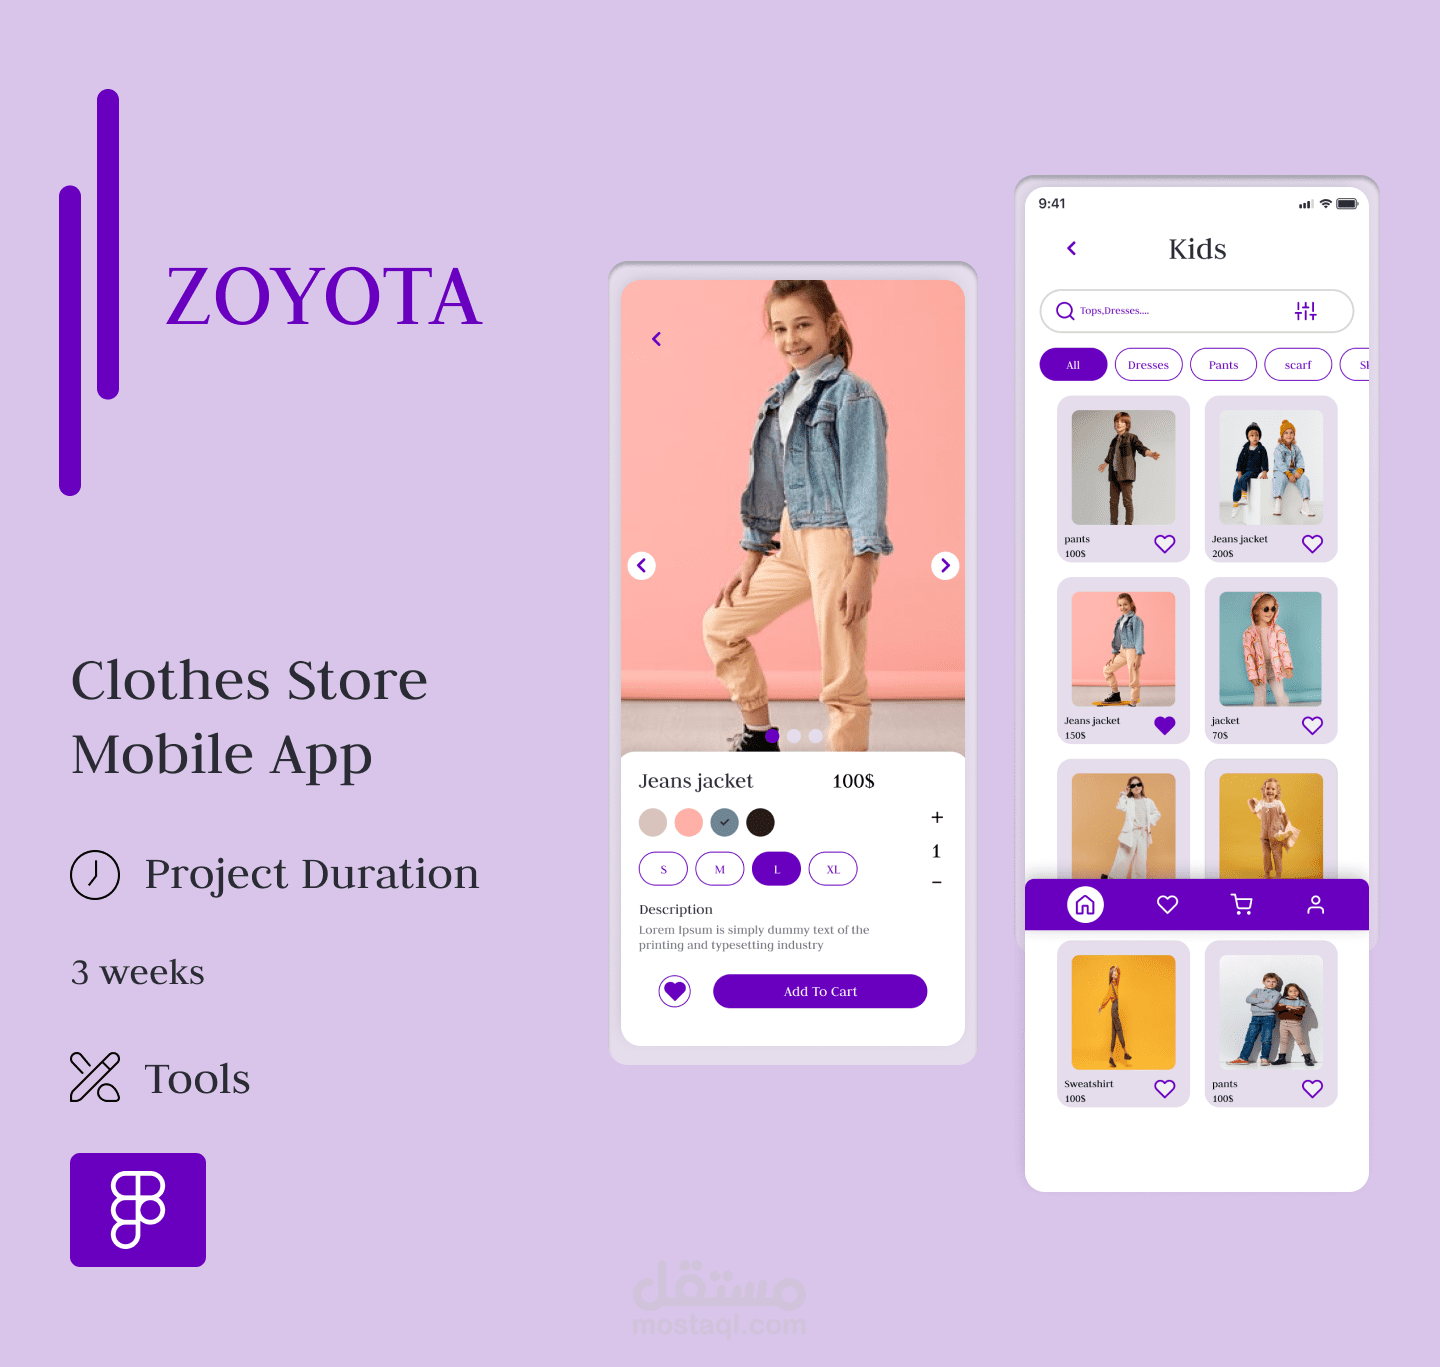 ZOYOTA
Clothes Store
Mobile App
Project Duration
3 weeks
Tools
Jeans jacket
100$
+
1
−
S
M
L
XL
Description
Lorem Ipsum is simply dummy text of the
printing and typesetting industry
Add To Cart
9:41
Kids
Tops,Dresses....
All
Dresses
Pants
scarf
pants
100$
Jeans jacket
200$
Jeans jacket
150$
jacket
70$
Sweatshirt
100$
pants
100$
مستقل
mostaql.com